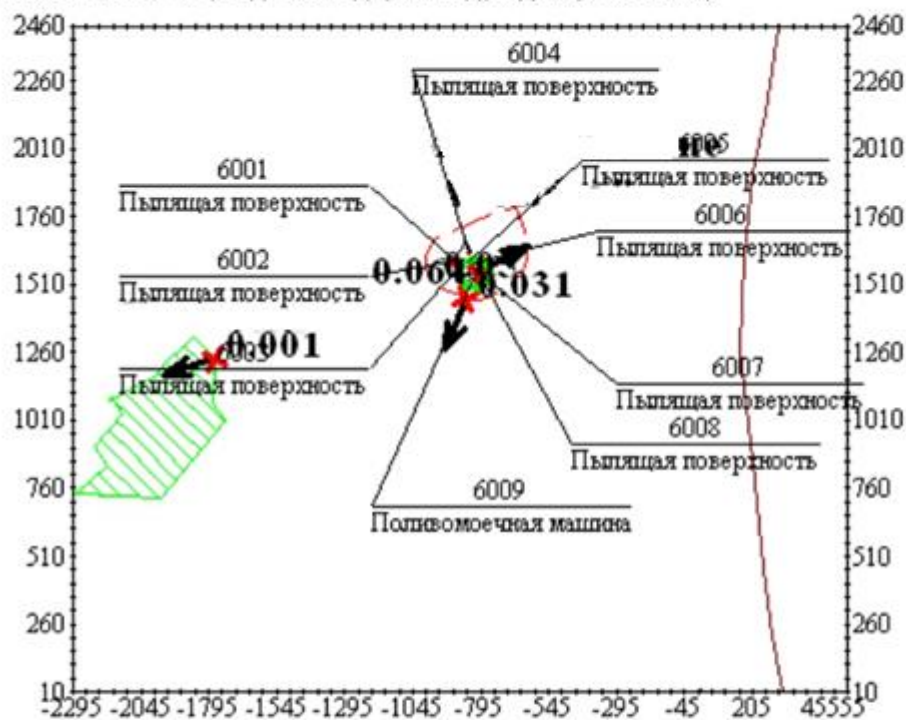 2460 2460
6004
2260 Пылящая поверхность 2260
2010 2010
6001 Пылящая поверхность
Пылящая поверхность 6006
1760 1760
6002 Пылящая поверхность
Пылящая поверхность
1510 0.031 1510
0.001
1260 1260
Пылящая поверхность 6007
Пылящая поверхность
1010 6008 1010
Пылящая поверхность
760 6009 760
Поливомоечная машина
510 510
260 260
10 10
-2295 -2045 -1795 -1545 -1295 -1045 -795 -545 -295 -45 205 45555